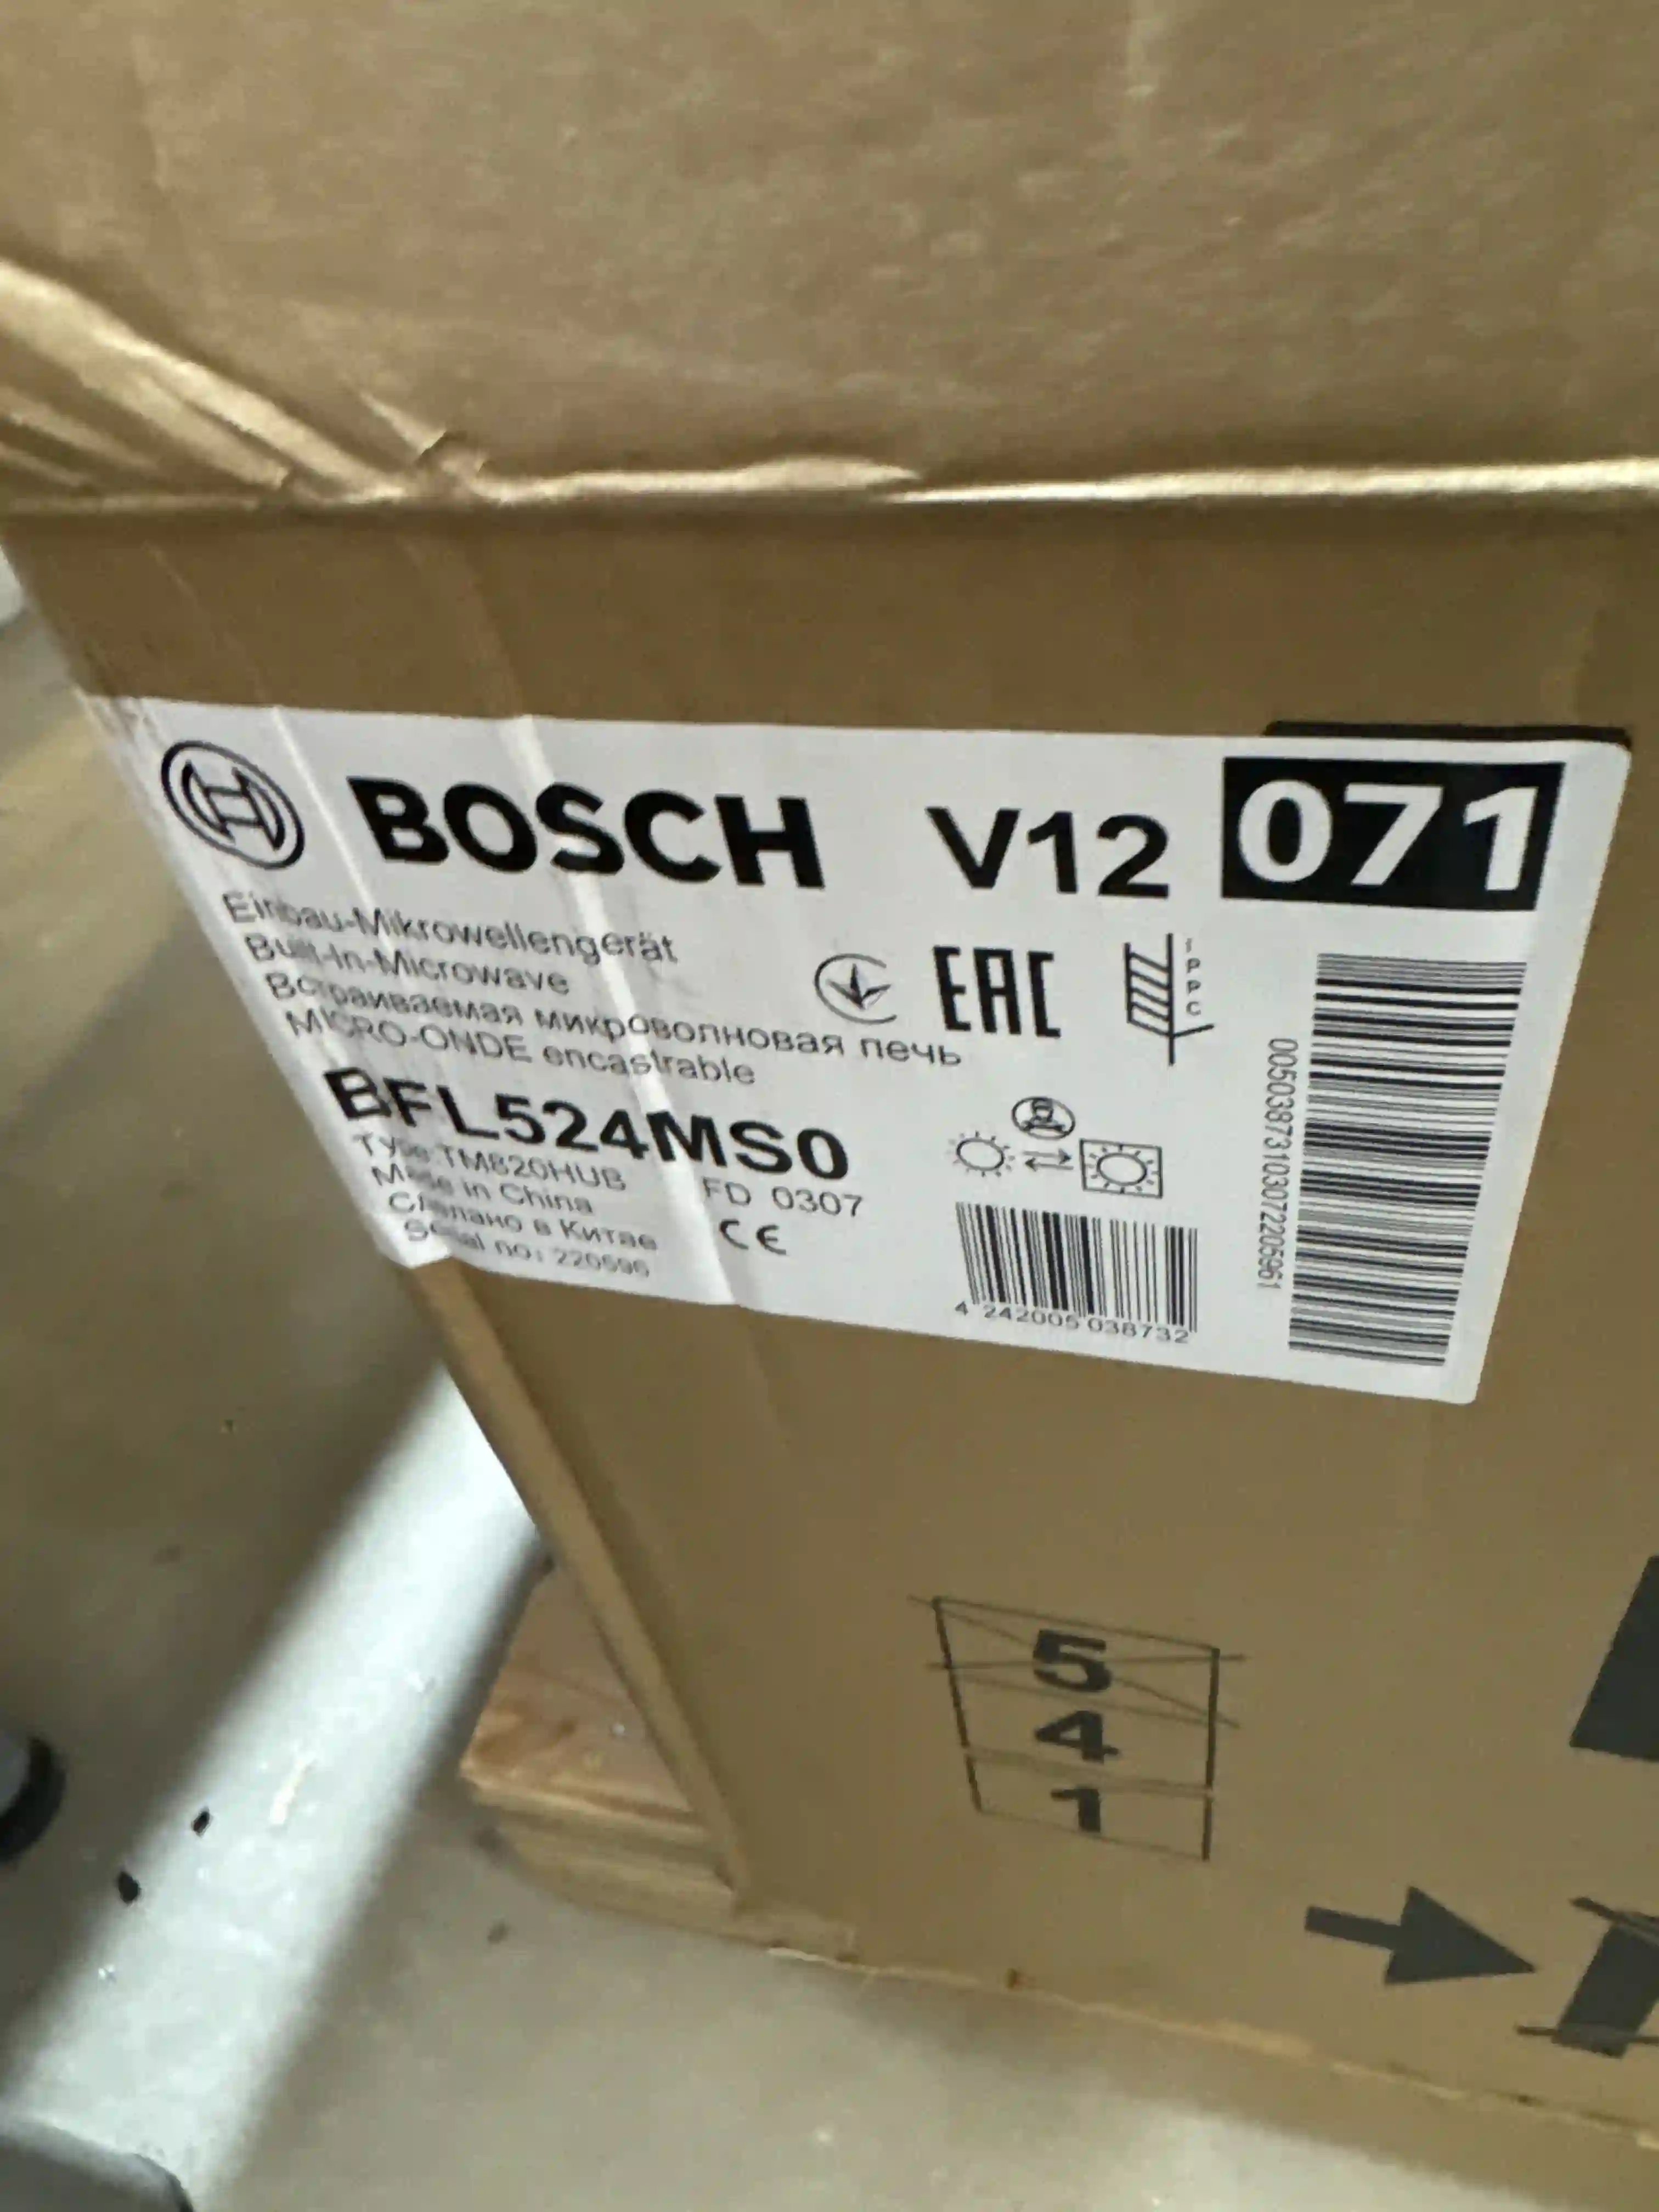 BOSCH V12 071
Einbau-Mikrowellengerät
Built-In-Microwave
Встраиваемая микроволновая печь
MICRO-ONDE encastrable
EAC
IPPC
BFL524MS0
Type:TM820HUB FD 0307
Made in China
Сделано в Китае
CE
Serial no: 220596
4 242005 038732
00503873103072205961
5
4
1